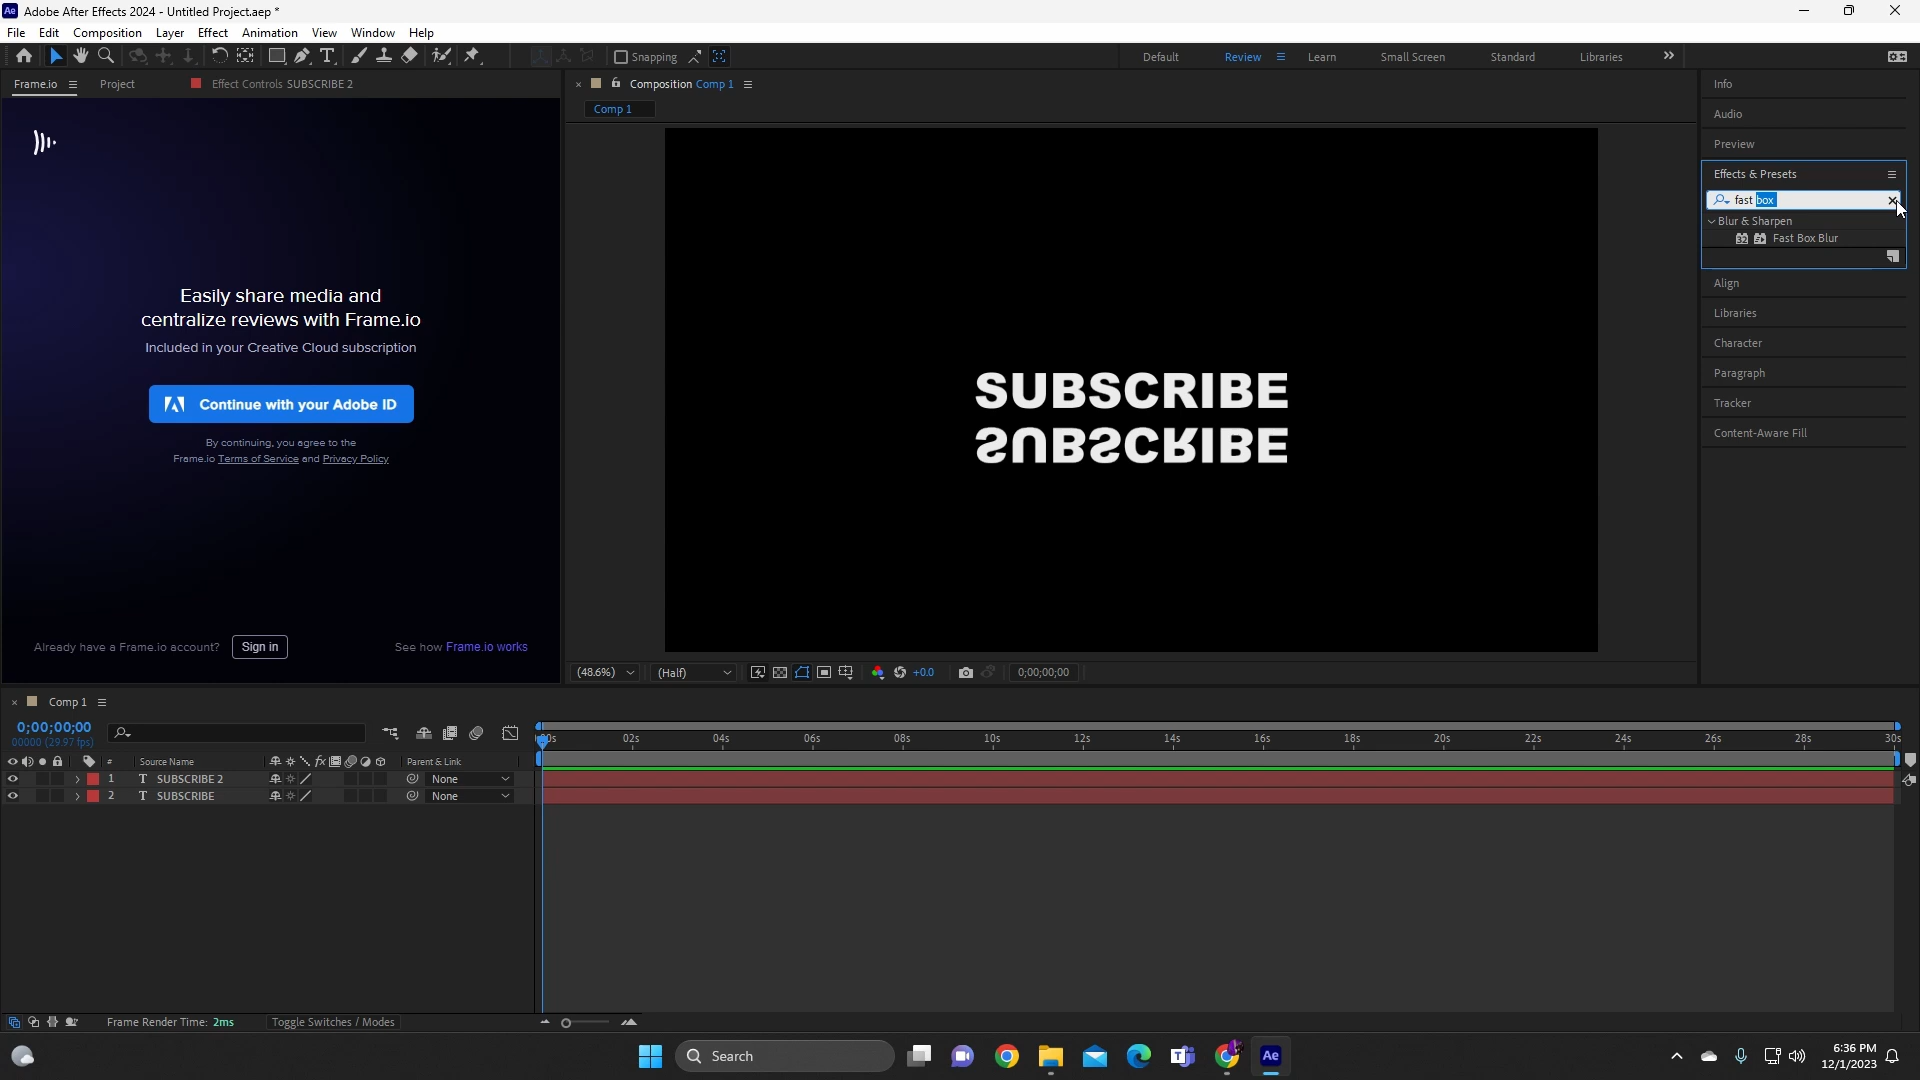 Ae Adobe After Effects 2024 - Untitled Project.aep *
File Edit Composition Layer Effect Animation View Window Help
Snapping Default Review Learn Small Screen Standard Libraries
Frame.io Project Effect Controls SUBSCRIBE 2
Composition Comp 1
Comp 1
Easily share media and
centralize reviews with Frame.io
Included in your Creative Cloud subscription
Continue with your Adobe ID
By continuing, you agree to the
Frame.io Terms of Service and Privacy Policy
Already have a Frame.io account? Sign in See how Frame.io works
SUBSCRIBE
SUBSCRIBE
(48.6%) (Half) +0.0 0;00;00;00
Info
Audio
Preview
Effects & Presets
fast box
Blur & Sharpen
32 Fast Box Blur
Align
Libraries
Character
Paragraph
Tracker
Content-Aware Fill
Comp 1
0;00;00;00
00000 (29.97 fps)
00s 02s 04s 06s 08s 10s 12s 14s 16s 18s 20s 22s 24s 26s 28s 30s
# Source Name fx Parent & Link
1 T SUBSCRIBE 2 None
2 T SUBSCRIBE None
Frame Render Time: 2ms Toggle Switches / Modes
Search Ae
6:36 PM
12/1/2023